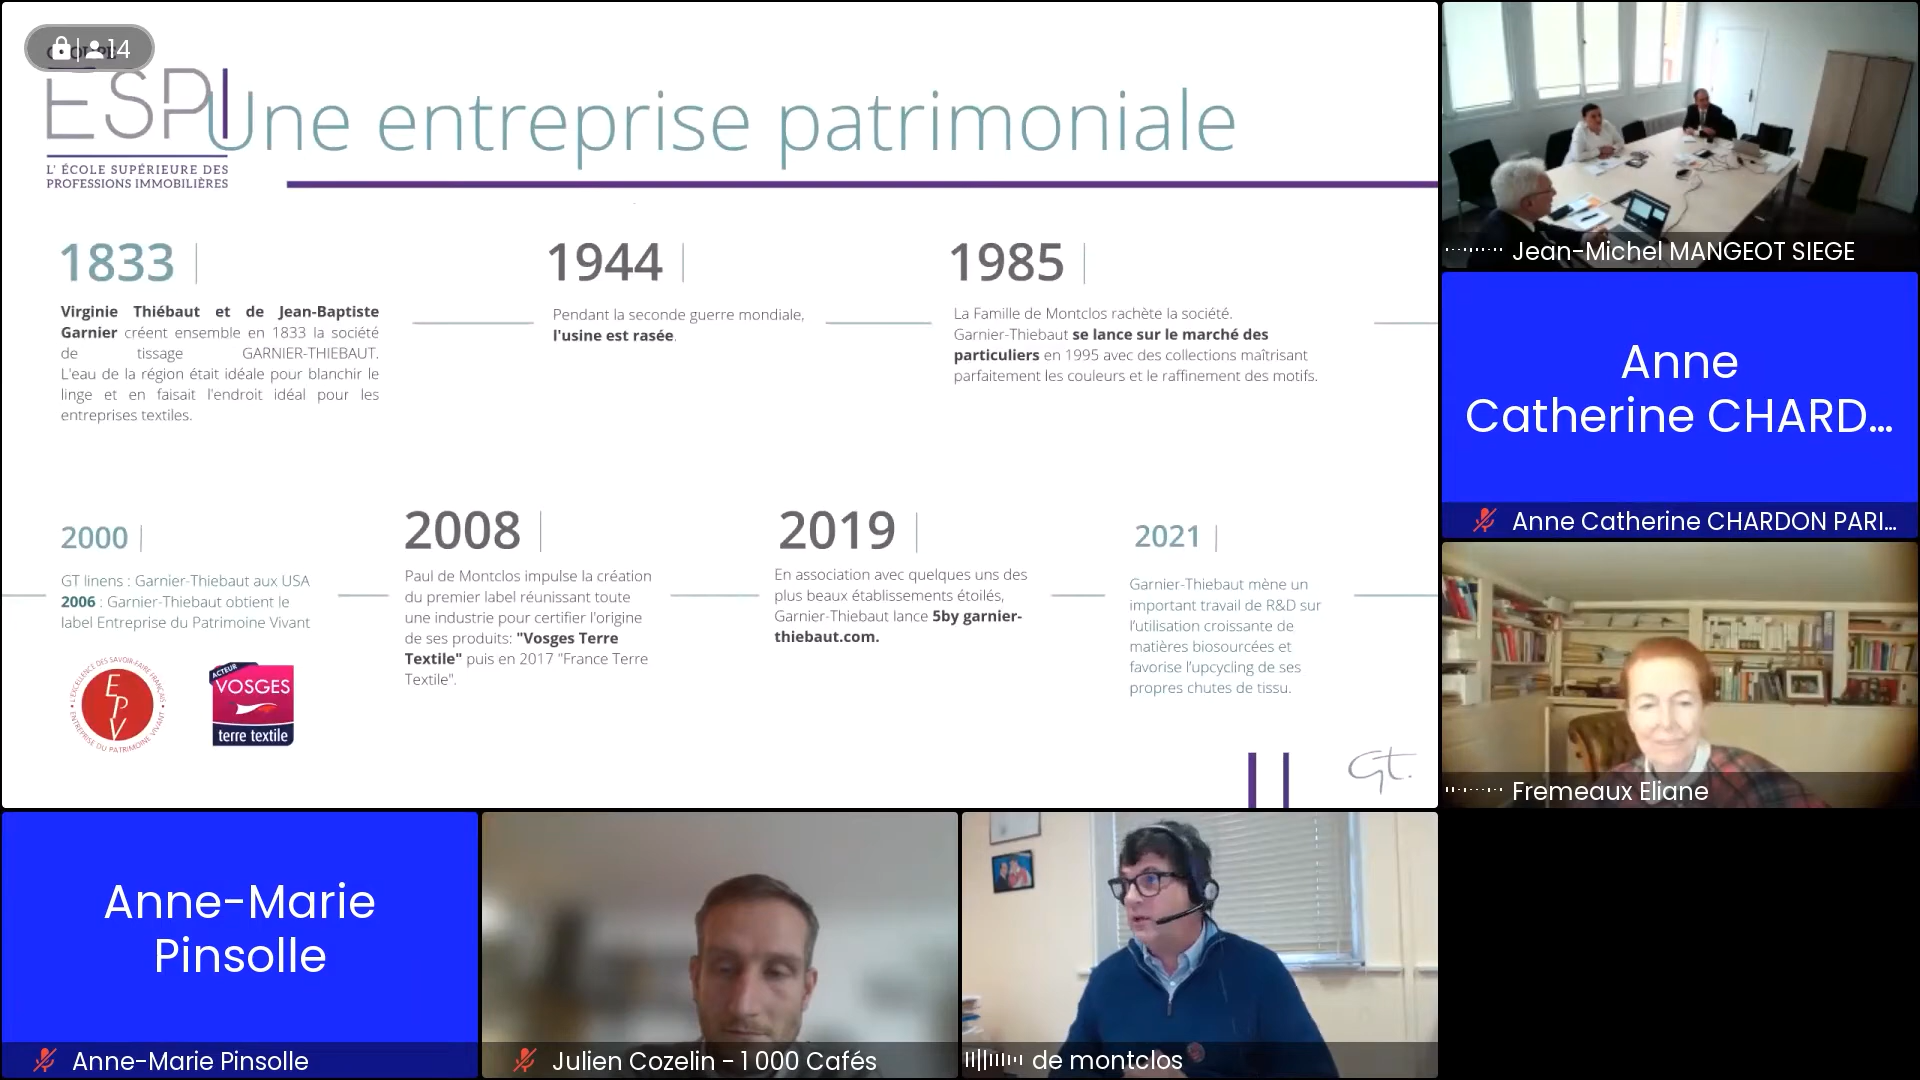 14
ESPI
L' ÉCOLE SUPÉRIEURE DES
PROFESSIONS IMMOBILIÈRES
Une entreprise patrimoniale
1833
Virginie Thiébaut et de Jean-Baptiste
Garnier créent ensemble en 1833 la société
de tissage GARNIER-THIEBAUT.
L'eau de la région était idéale pour blanchir le
linge et en faisait l'endroit idéal pour les
entreprises textiles.
1944
Pendant la seconde guerre mondiale,
l'usine est rasée.
1985
La Famille de Montclos rachète la société.
Garnier-Thiebaut se lance sur le marché des
particuliers en 1995 avec des collections maîtrisant
parfaitement les couleurs et le raffinement des motifs.
2000
GT linens : Garnier-Thiebaut aux USA
2006 : Garnier-Thiebaut obtient le
label Entreprise du Patrimoine Vivant
L'EXCELLENCE DES SAVOIR-FAIRE FRANÇAIS
EPV
ENTREPRISE DU PATRIMOINE VIVANT
ACTEUR
VOSGES
terre textile
2008
Paul de Montclos impulse la création
du premier label réunissant toute
une industrie pour certifier l'origine
de ses produits: "Vosges Terre
Textile" puis en 2017 "France Terre
Textile".
2019
En association avec quelques uns des
plus beaux établissements étoilés,
Garnier-Thiebaut lance 5by garnier-
thiebaut.com.
2021
Garnier-Thiebaut mène un
important travail de R&D sur
l'utilisation croissante de
matières biosourcées et
favorise l'upcycling de ses
propres chutes de tissu.
GT.
Jean-Michel MANGEOT SIEGE
Anne
Catherine CHARD...
Anne Catherine CHARDON PARI...
Fremeaux Eliane
Anne-Marie
Pinsolle
Anne-Marie Pinsolle
Julien Cozelin - 1 000 Cafés
de montclos